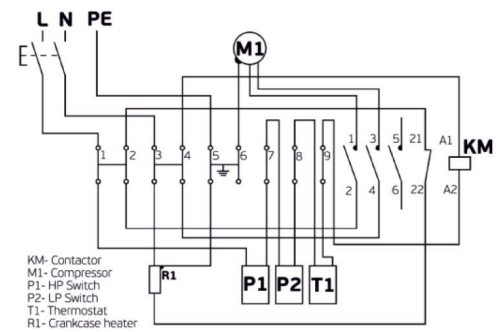 L N PE
M1
1 2 3 4 5 6 7 8 9 1 3 5 21 A1
KM
2 4 6 22 A2
R1
P1 P2 T1
KM- Contactor
M1- Compressor
P1- HP Switch
P2- LP Switch
T1- Thermostat
R1- Crankcase heater